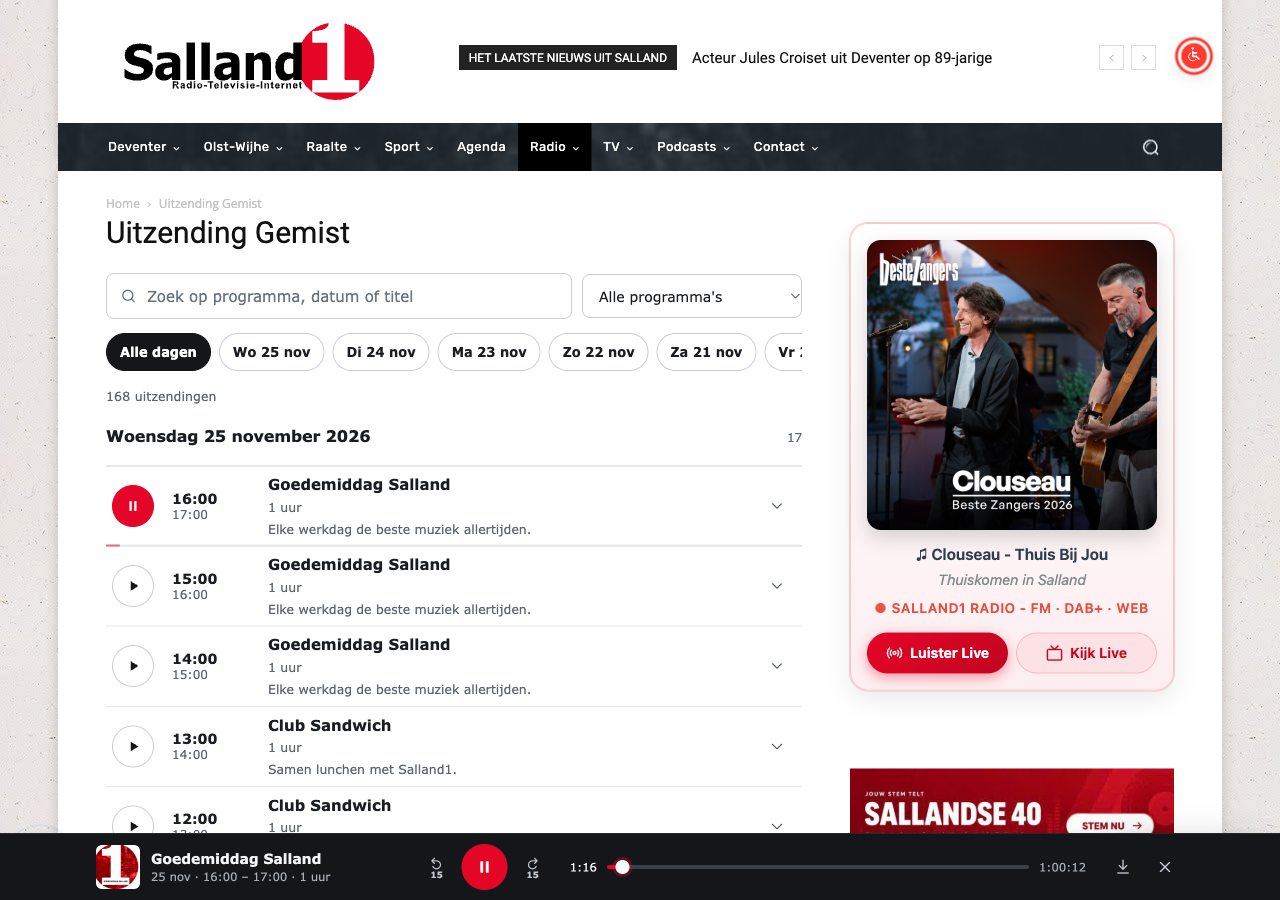 Salland1
Radio-Televisie-Internet
HET LAATSTE NIEUWS UIT SALLAND
Acteur Jules Croiset uit Deventer op 89-jarige
Deventer
Olst-Wijhe
Raalte
Sport
Agenda
Radio
TV
Podcasts
Contact
Home › Uitzending Gemist
Uitzending Gemist
Zoek op programma, datum of titel
Alle programma's
Alle dagen
Wo 25 nov
Di 24 nov
Ma 23 nov
Zo 22 nov
Za 21 nov
Vr
168 uitzendingen
Woensdag 25 november 2026
17
16:00
17:00
Goedemiddag Salland
1 uur
Elke werkdag de beste muziek allertijden.
15:00
16:00
Goedemiddag Salland
1 uur
Elke werkdag de beste muziek allertijden.
14:00
15:00
Goedemiddag Salland
1 uur
Elke werkdag de beste muziek allertijden.
13:00
14:00
Club Sandwich
1 uur
Samen lunchen met Salland1.
12:00
13:00
Club Sandwich
1 uur
besteZangers
Clouseau
Beste Zangers 2026
♫ Clouseau - Thuis Bij Jou
Thuiskomen in Salland
SALLAND1 RADIO - FM · DAB+ · WEB
Luister Live
Kijk Live
JOUW STEM TELT
SALLANDSE 40
STEM NU →
1
Goedemiddag Salland
25 nov · 16:00 – 17:00 · 1 uur
15
15
1:16
1:00:12